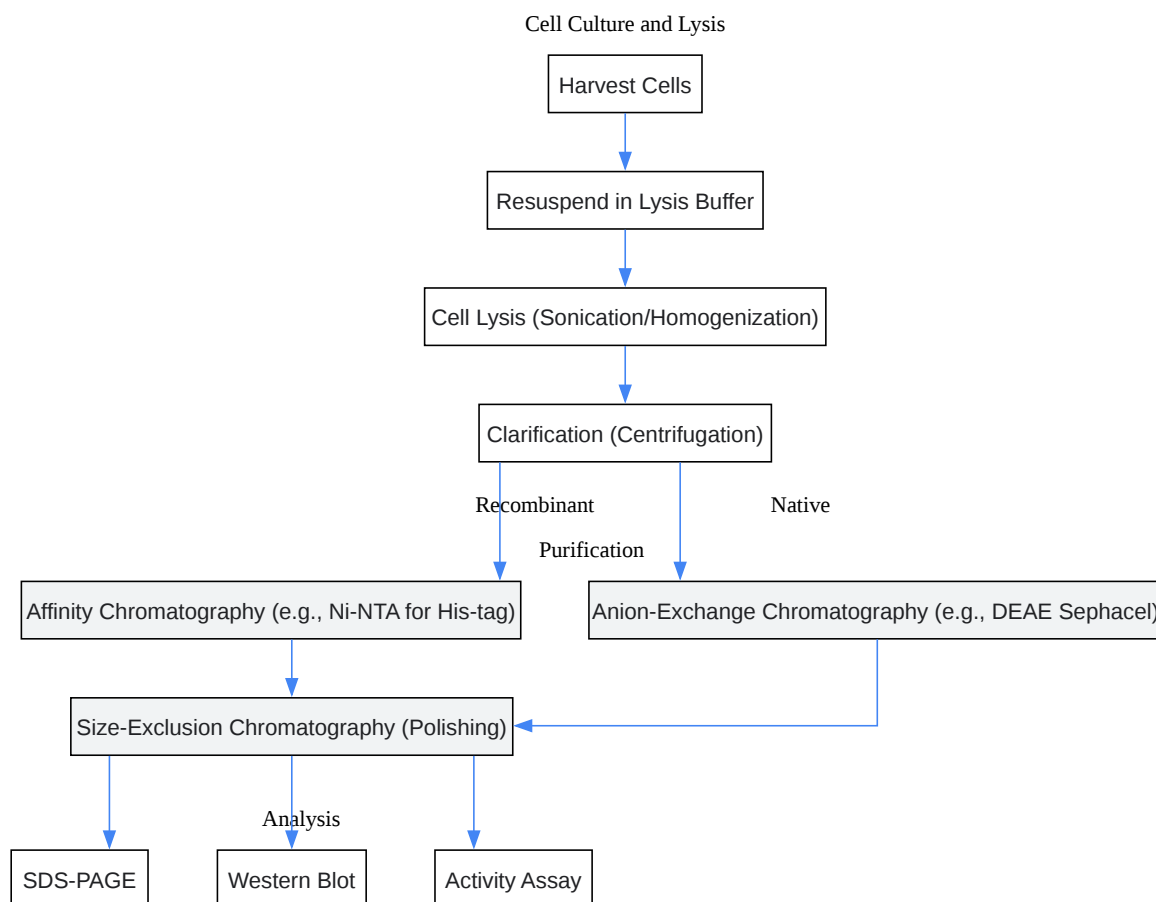 Cell Culture and Lysis
Harvest Cells
Resuspend in Lysis Buffer
Cell Lysis (Sonication/Homogenization)
Clarification (Centrifugation)
Recombinant
Native
Purification
Affinity Chromatography (e.g., Ni-NTA for His-tag)
Anion-Exchange Chromatography (e.g., DEAE Sephacel)
Size-Exclusion Chromatography (Polishing)
Analysis
SDS-PAGE
Western Blot
Activity Assay